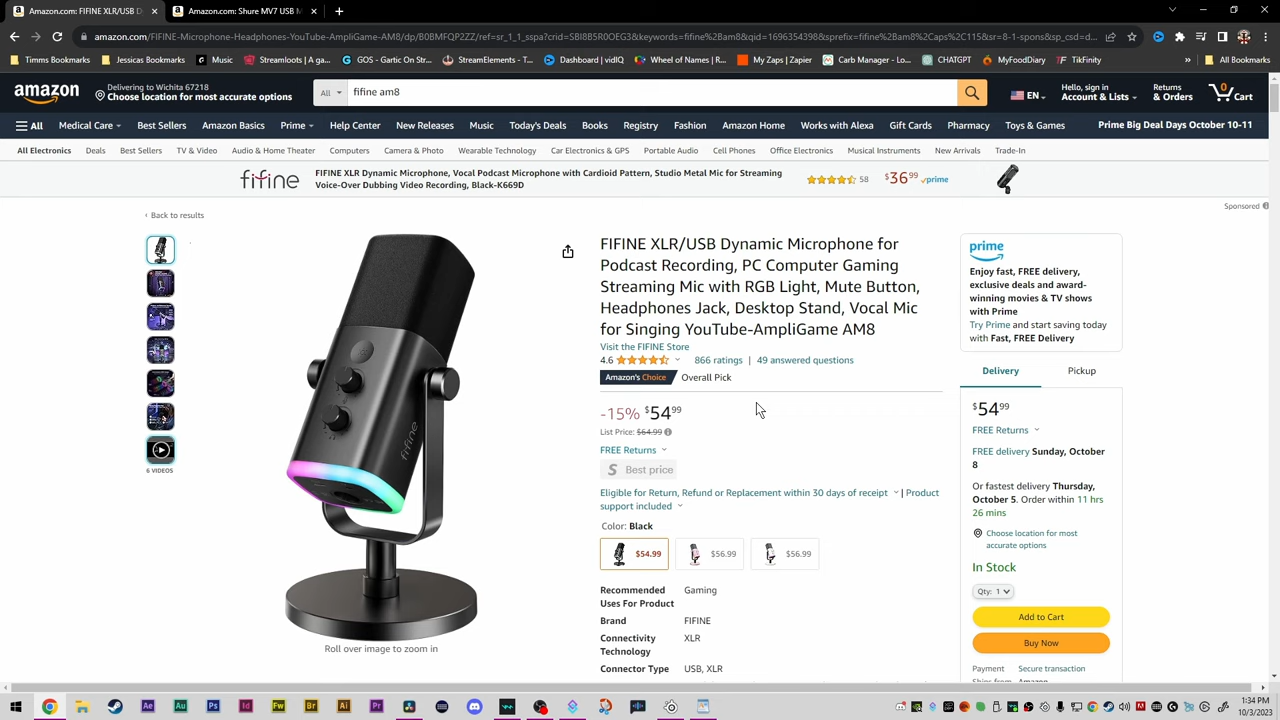 Amazon.com: FIFINE XLR/USB D
Amazon.com: Share MV7 USB M
amazon.com/FIFINE-Microphone-Headphones-YouTube-AmpliGame-AM8/dp/B0BMFQP2ZZ/ref=sr_1_1_sspa?crid=SBI8B5R0OEG3&keywords=fifine%2Bam8&qid=1696354398&sprefix=fifine%2Bam8%2Caps%2C115&sr=8-1-spons&sp_csd=d...
Timms Bookmarks
Jessicas Bookmarks
Music
Streamlots | A ga...
GOS - Gartic On Str...
StreamElements - T...
Dashboard | vidIQ
Wheel of Names | R...
My Zaps | Zapier
Carb Manager - Lo...
CHATGPT
MyFoodDiary
TikFinity
»
All Bookmarks
amazon
Delivering to Wichita 67218
Choose location for most accurate options
All
fifine am8
EN
Hello, sign in
Account & Lists
Returns
& Orders
0
Cart
All
Medical Care
Best Sellers
Amazon Basics
Prime
Help Center
New Releases
Music
Today's Deals
Books
Registry
Fashion
Amazon Home
Works with Alexa
Gift Cards
Pharmacy
Toys & Games
Prime Big Deal Days October 10-11
All Electronics
Deals
Best Sellers
TV & Video
Audio & Home Theater
Computers
Camera & Photo
Wearable Technology
Car Electronics & GPS
Portable Audio
Cell Phones
Office Electronics
Musical Instruments
New Arrivals
Trade-In
fifine
FIFINE XLR Dynamic Microphone, Vocal Podcast Microphone with Cardioid Pattern, Studio Metal Mic for Streaming
Voice-Over Dubbing Video Recording, Black-K669D
58
$36 99
prime
Sponsored
‹ Back to results
FIFINE XLR/USB Dynamic Microphone for
Podcast Recording, PC Computer Gaming
Streaming Mic with RGB Light, Mute Button,
Headphones Jack, Desktop Stand, Vocal Mic
for Singing YouTube-AmpliGame AM8
Visit the FIFINE Store
4.6
866 ratings | 49 answered questions
Amazon's Choice
Overall Pick
-15% $54 99
List Price: $64.99
FREE Returns
S Best price
Eligible for Return, Refund or Replacement within 30 days of receipt | Product
support included
Color: Black
$54.99
$56.99
$56.99
Recommended Uses For Product
Gaming
Brand
FIFINE
Connectivity Technology
XLR
Connector Type
USB, XLR
fifine
6 VIDEOS
Roll over image to zoom in
prime
Enjoy fast, FREE delivery,
exclusive deals and award-
winning movies & TV shows
with Prime
Try Prime and start saving today
with Fast, FREE Delivery
Delivery
Pickup
$54 99
FREE Returns
FREE delivery Sunday, October
8
Or fastest delivery Thursday,
October 5. Order within 11 hrs
26 mins
Choose location for most
accurate options
In Stock
Qty: 1
Add to Cart
Buy Now
Payment
Secure transaction
Ships from
Amazon
Ae
Au
Ps
Id
Fw
Br
Ai
Pr
1:34 PM
10/3/2023